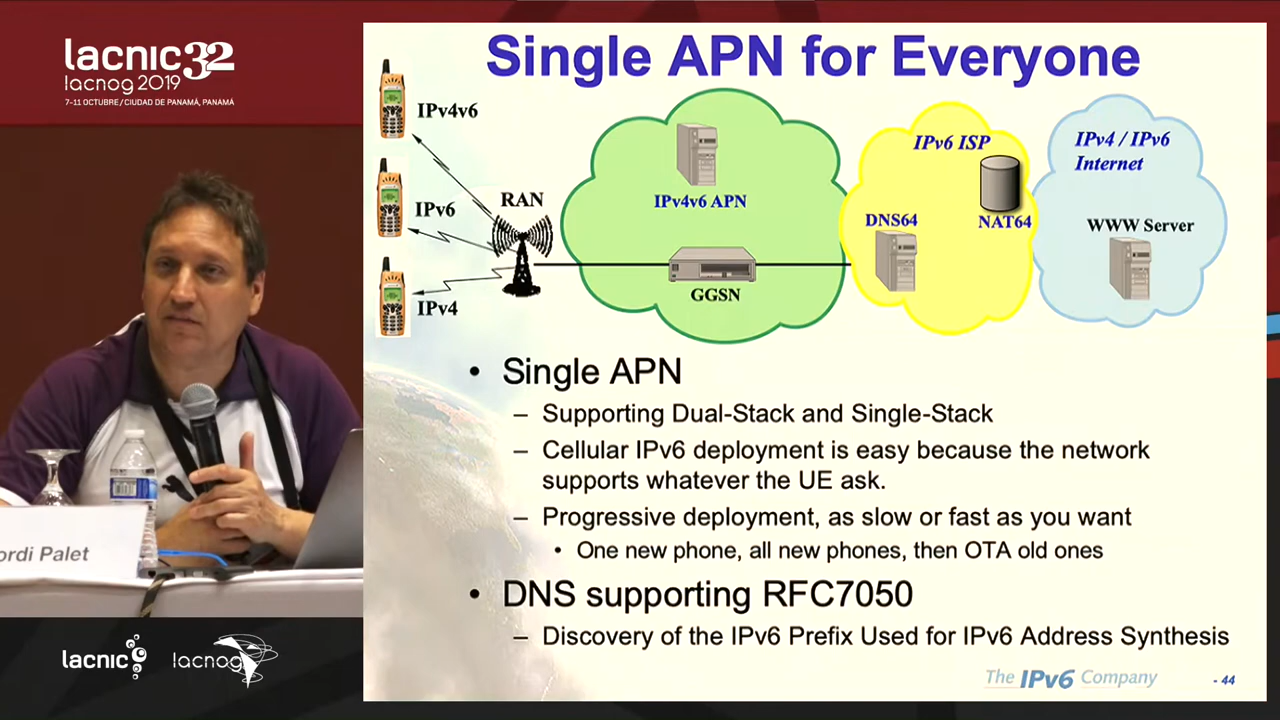 lacnic32
lacnog 2019
7-11 OCTUBRE / CIUDAD DE PANAMÁ, PANAMÁ
Single APN for Everyone
IPv4v6
IPv6
IPv4
RAN
IPv4v6 APN
GGSN
IPv6 ISP
DNS64
NAT64
IPv4 / IPv6
Internet
WWW Server
• Single APN
– Supporting Dual-Stack and Single-Stack
– Cellular IPv6 deployment is easy because the network
supports whatever the UE ask.
– Progressive deployment, as slow or fast as you want
• One new phone, all new phones, then OTA old ones
• DNS supporting RFC7050
– Discovery of the IPv6 Prefix Used for IPv6 Address Synthesis
The IPv6 Company
- 44
ordi Palet
lacnic
lacnog